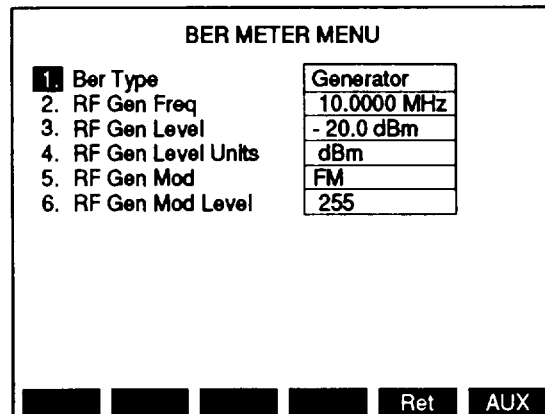 BER METER MENU
1. Ber Type Generator
2. RF Gen Freq 10.0000 MHz
3. RF Gen Level - 20.0 dBm
4. RF Gen Level Units dBm
5. RF Gen Mod FM
6. RF Gen Mod Level 255
Ret AUX